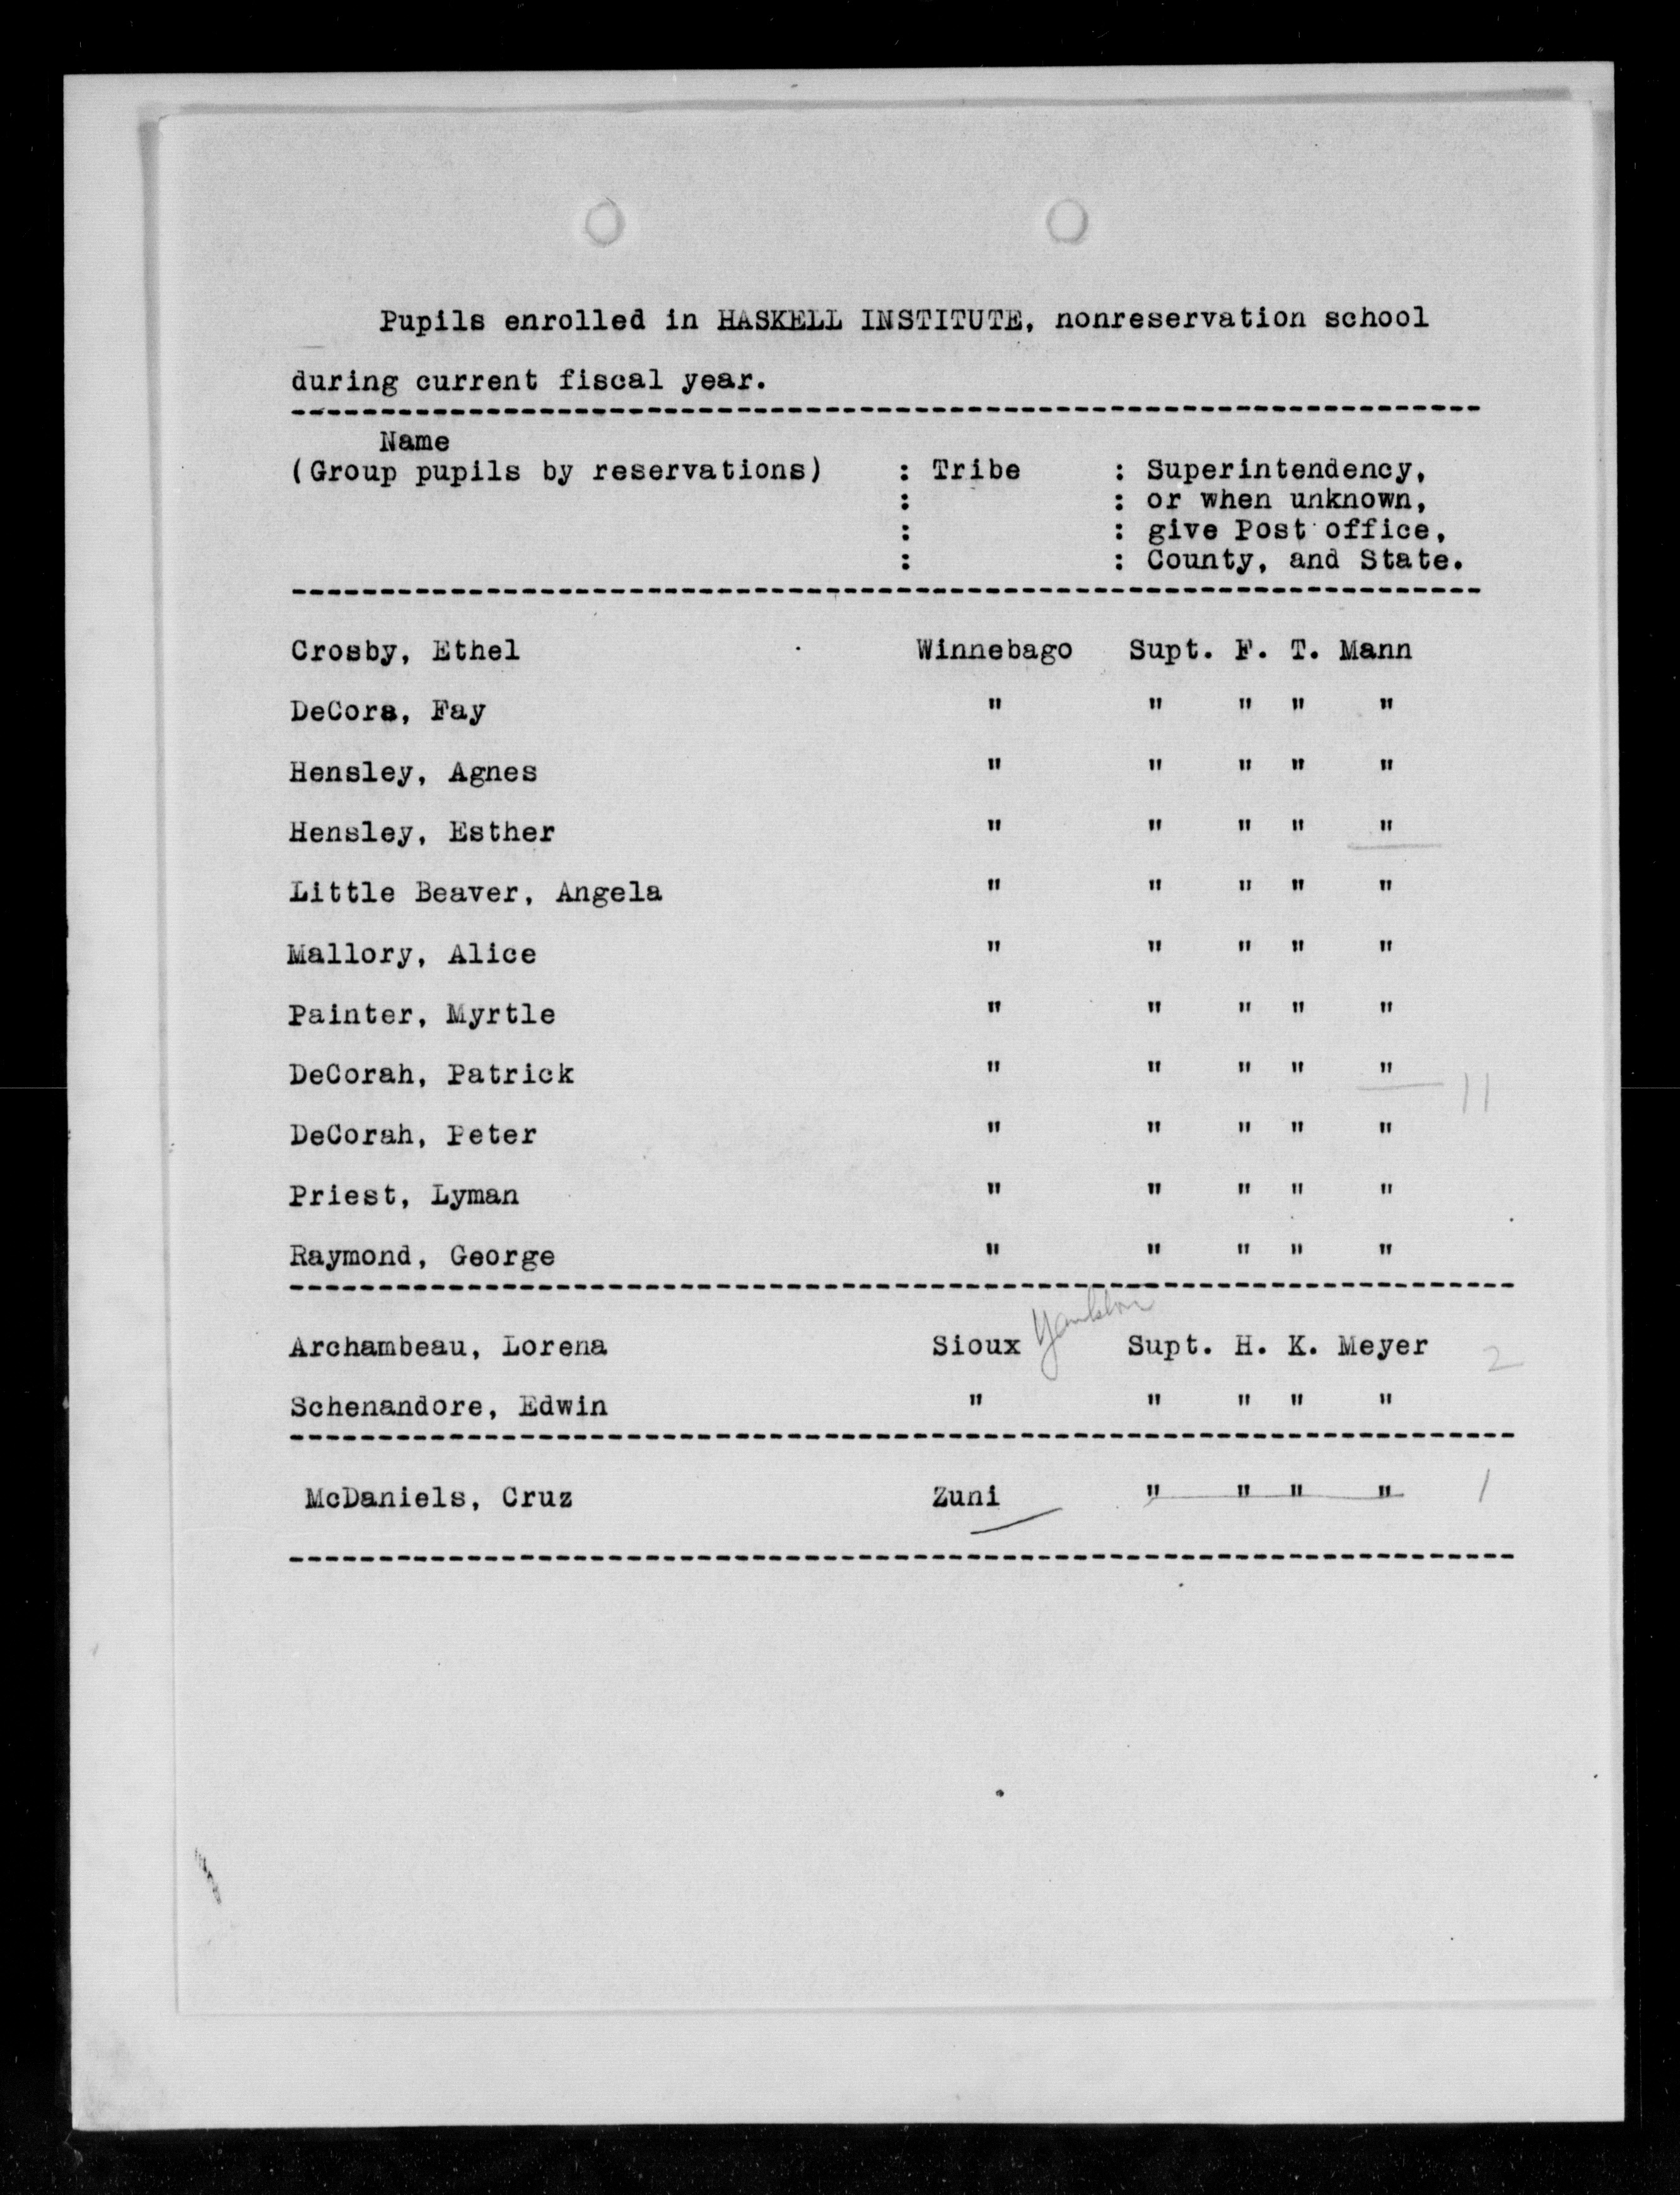 Pupils enrolled in HASKELL INSTITUTE, nonreservation school
during current fiscal year.
Name
(Group pupils by reservations) : Tribe : Superintendency,
: : or when unknown,
: : give Post office,
: : County, and State.
Crosby, Ethel Winnebago Supt. F. T. Mann
DeCora, Fay " " " " "
Hensley, Agnes " " " " "
Hensley, Esther " " " " "
Little Beaver, Angela " " " " "
Mallory, Alice " " " " "
Painter, Myrtle " " " " "
DeCorah, Patrick " " " " " 11
DeCorah, Peter " " " " "
Priest, Lyman " " " " "
Raymond, George " " " " "
Yankton
Archambeau, Lorena Sioux Supt. H. K. Meyer 2
Schenandore, Edwin " " " " "
McDaniels, Cruz Zuni " " " " 1